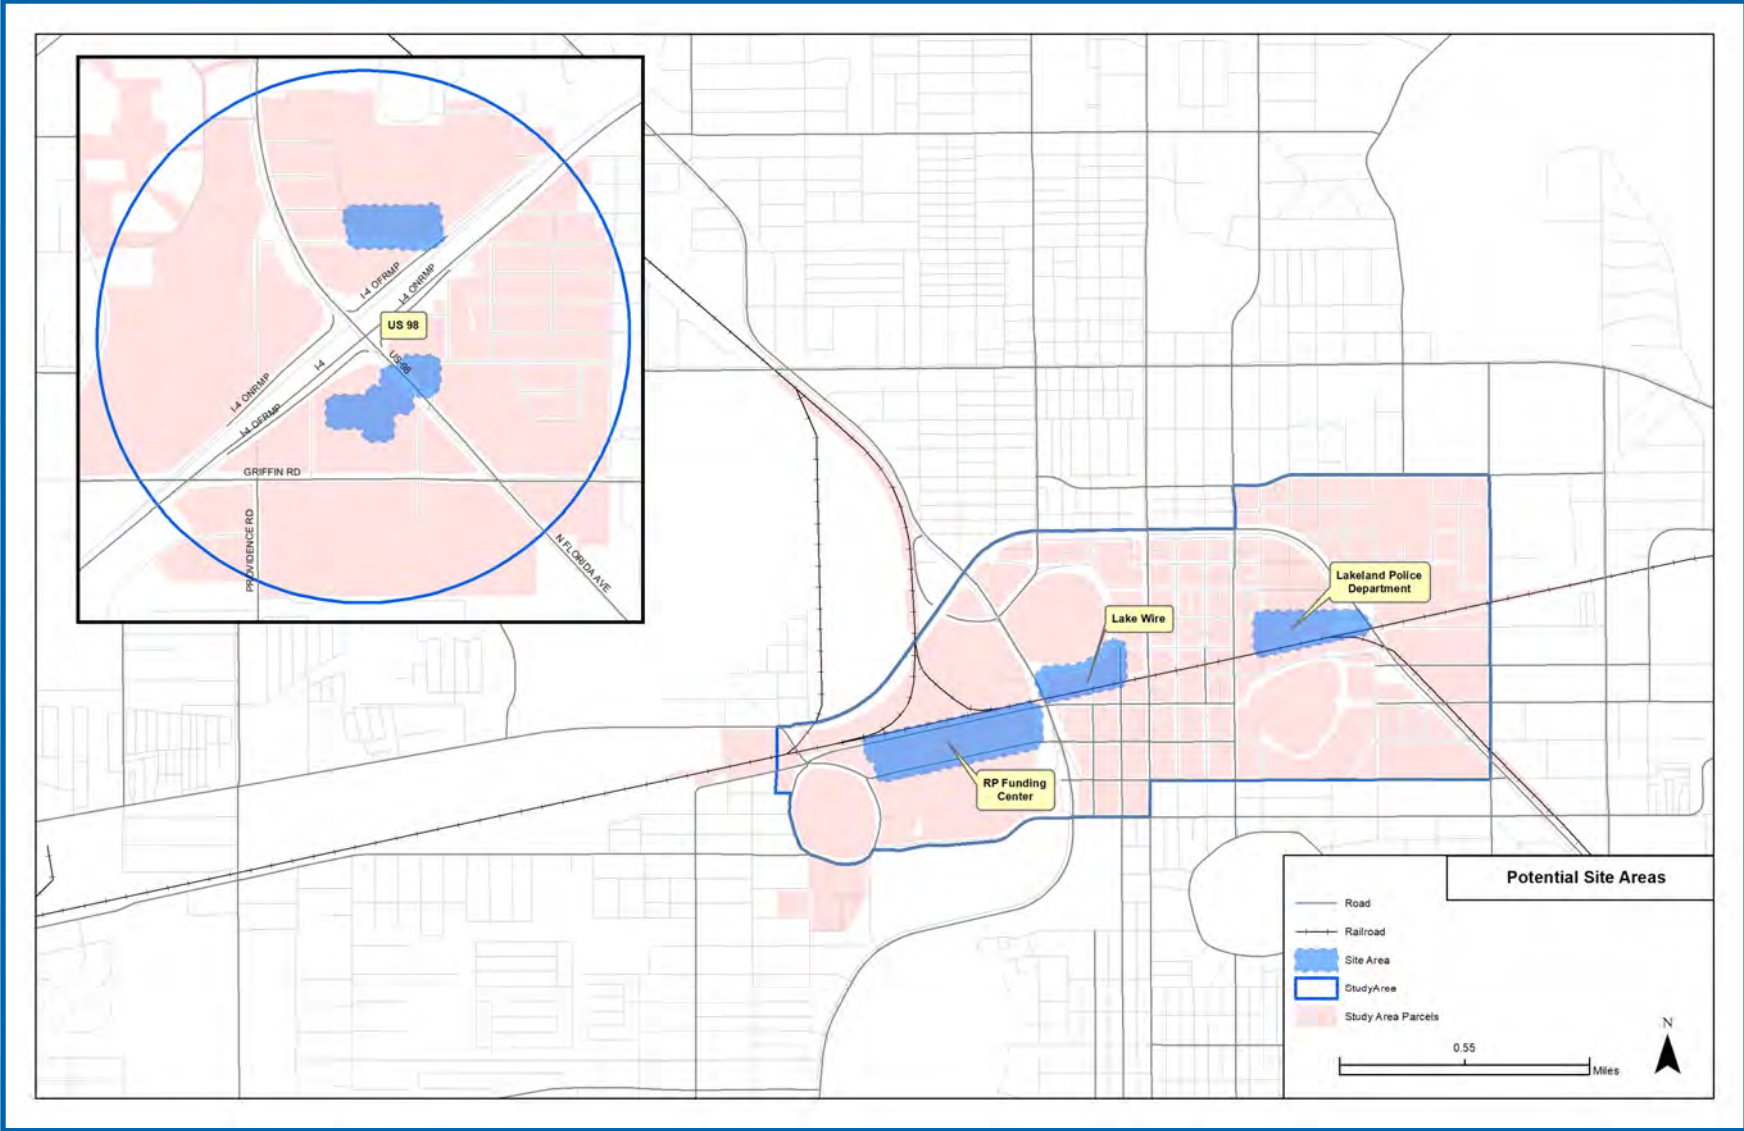 I-4 OFRMP
I-4 ONRMP
US 98
US-98
I-4
I-4 ONRMP
I-4 OFRMP
GRIFFIN RD
PROVIDENCE RD
N FLORIDA AVE
Lakeland Police
Department
Lake Wire
RP Funding
Center
Potential Site Areas
Road
Railroad
Site Area
StudyArea
Study Area Parcels
N
0.55
Miles